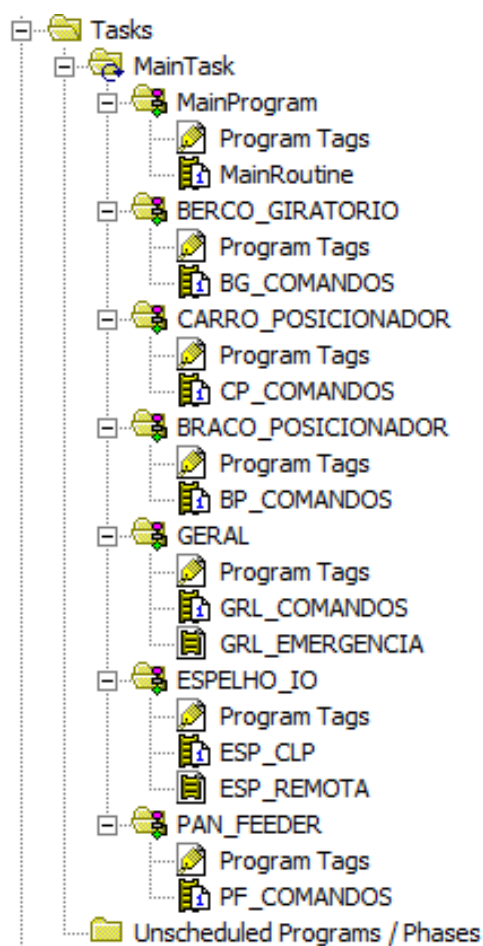 Tasks
MainTask
MainProgram
Program Tags
MainRoutine
BERCO_GIRATORIO
Program Tags
BG_COMANDOS
CARRO_POSICIONADOR
Program Tags
CP_COMANDOS
BRACO_POSICIONADOR
Program Tags
BP_COMANDOS
GERAL
Program Tags
GRL_COMANDOS
GRL_EMERGENCIA
ESPELHO_IO
Program Tags
ESP_CLP
ESP_REMOTA
PAN_FEEDER
Program Tags
PF_COMANDOS
Unscheduled Programs / Phases